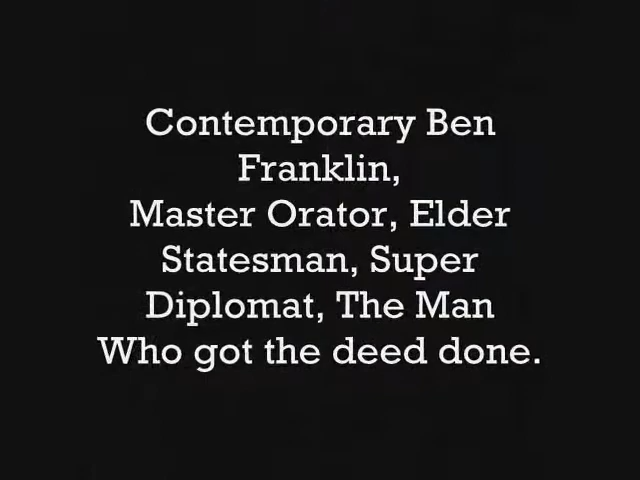 Contemporary Ben
Franklin,
Master Orator, Elder
Statesman, Super
Diplomat, The Man
Who got the deed done.